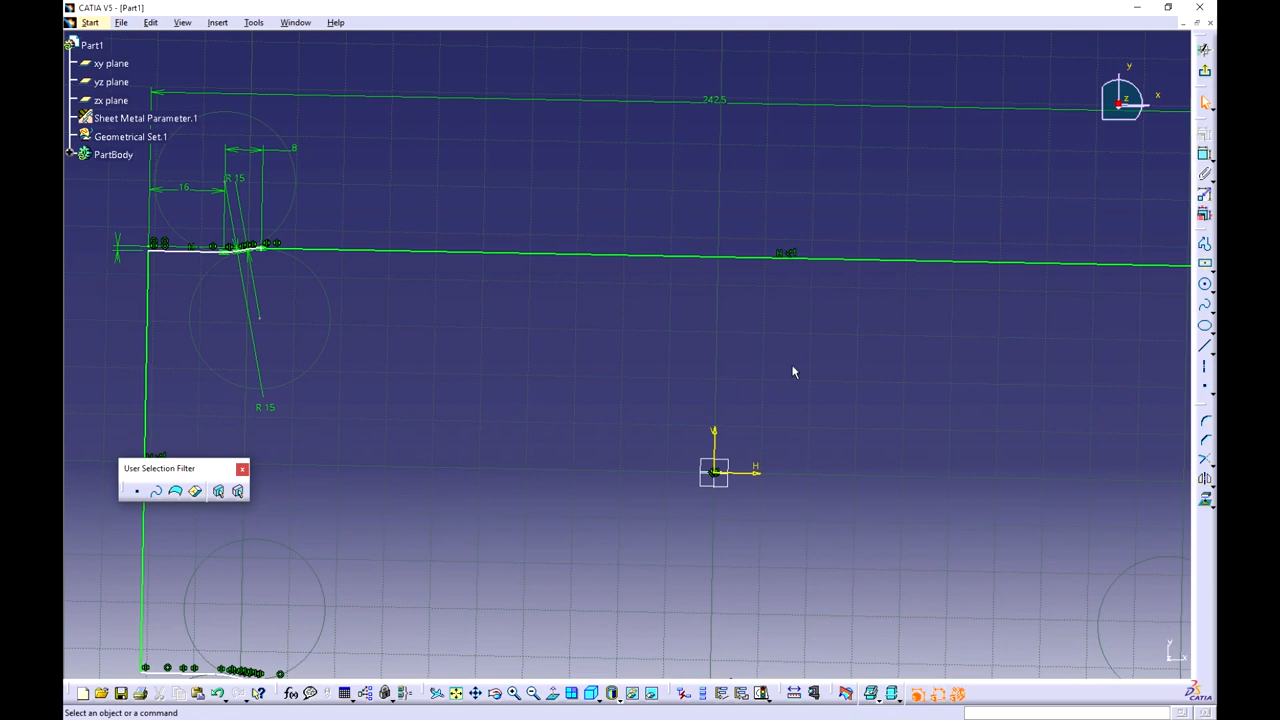 CATIA V5 - [Part1]
Start File Edit View Insert Tools Window Help
Part1
xy plane
yz plane
zx plane
Sheet Metal Parameter.1
Geometrical Set.1
PartBody
y
x
z
242,5
8
R 15
16
R 15
V
H
User Selection Filter
x
f(x)
y
x
CATIA
Select an object or a command